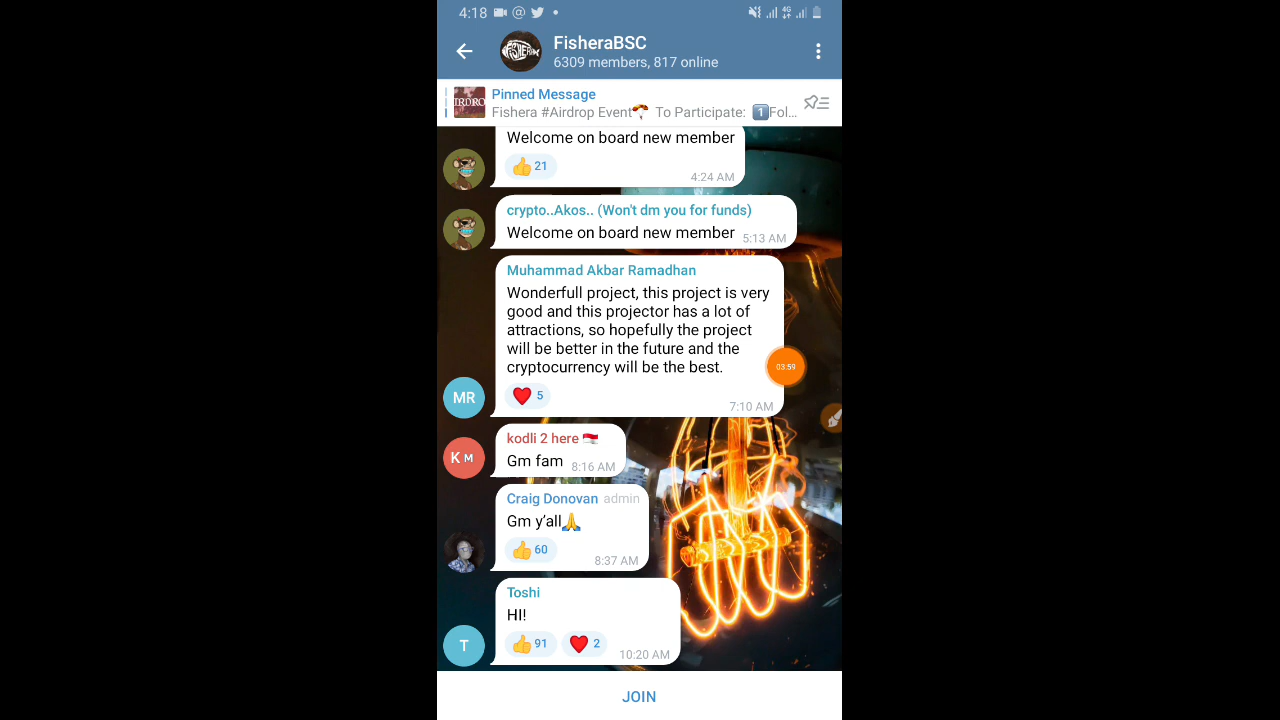 4:18
4G
FISHERA
FisheraBSC
6309 members, 817 online
IRDRO
Pinned Message
Fishera #Airdrop Event🪂 To Participate: 1️⃣Fol...
Welcome on board new member
👍 21
4:24 AM
crypto..Akos.. (Won't dm you for funds)
Welcome on board new member
5:13 AM
Muhammad Akbar Ramadhan
Wonderfull project, this project is very
good and this projector has a lot of
attractions, so hopefully the project
will be better in the future and the
cryptocurrency will be the best.
03:59
❤️ 5
MR
7:10 AM
kodli 2 here 🇮🇩
K M
Gm fam
8:16 AM
Craig Donovan admin
Gm y’all🙏
👍 60
8:37 AM
Toshi
HI!
T
👍 91 ❤️ 2
10:20 AM
JOIN